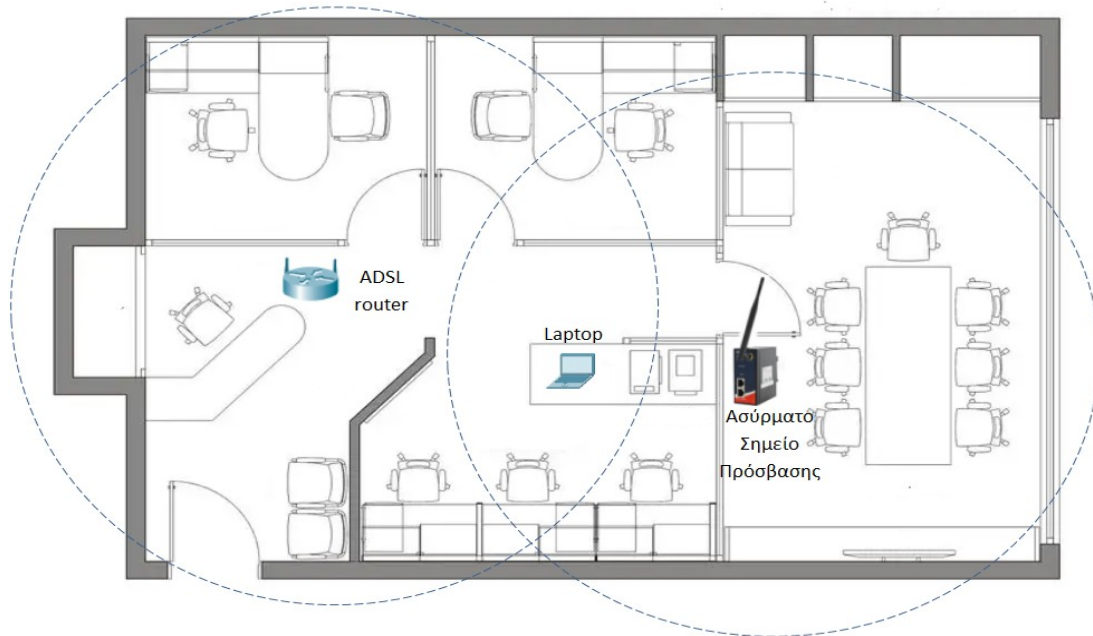 ADSL
router
Laptop
Ασύρματο
Σημείο
Πρόσβασης